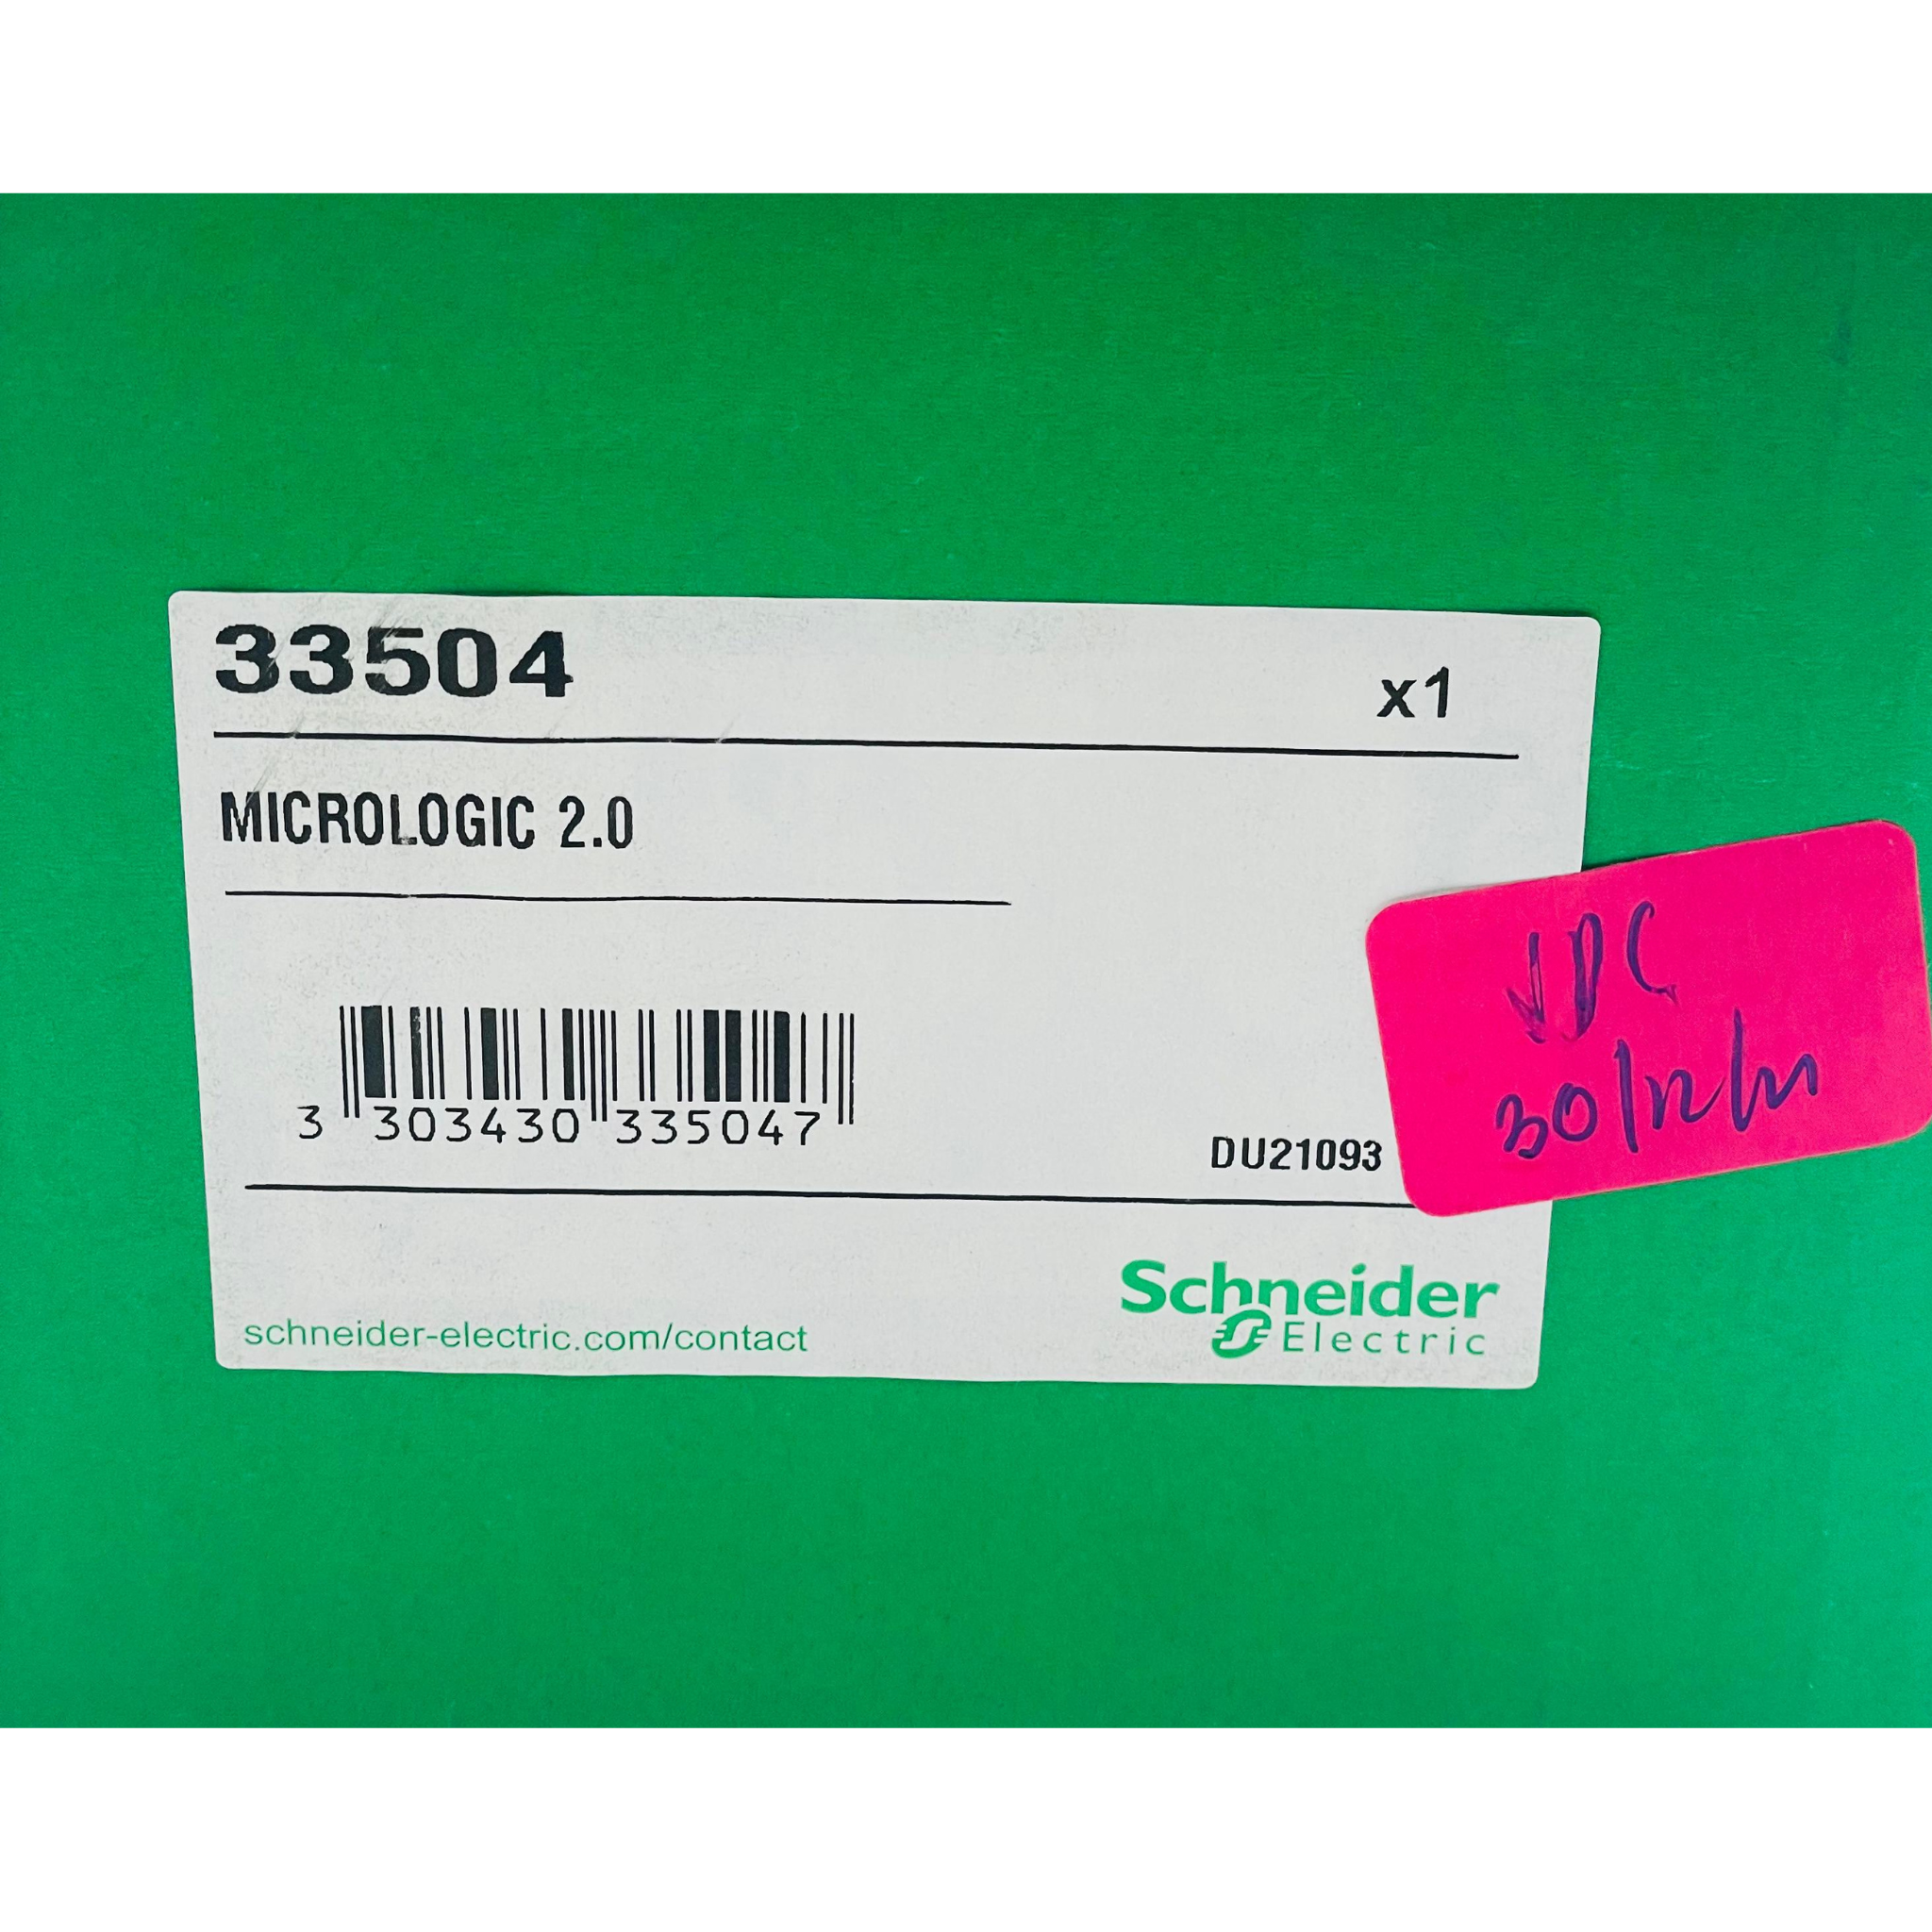 33504
x1
MICROLOGIC 2.0
3 303430 335047
DU21093
schneider-electric.com/contact
Schneider
Electric